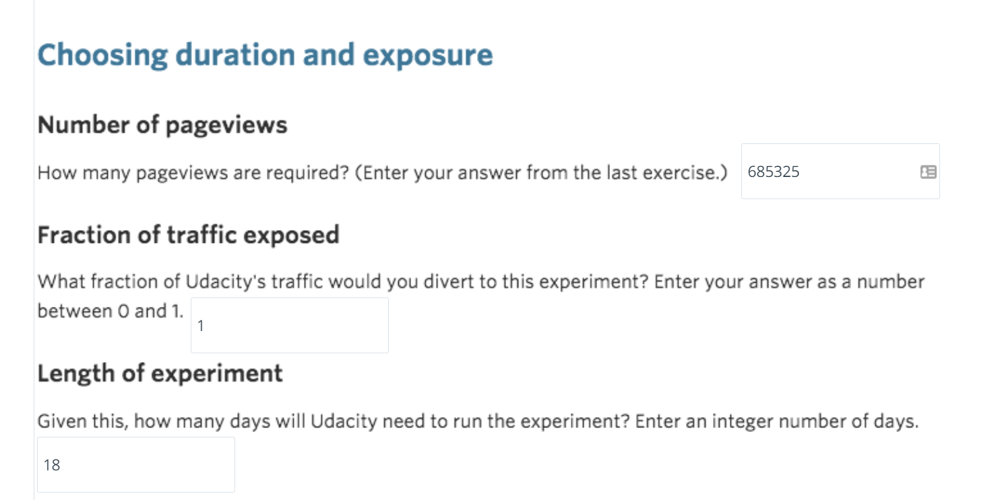 Choosing duration and exposure
Number of pageviews
How many pageviews are required? (Enter your answer from the last exercise.) 685325
Fraction of traffic exposed
What fraction of Udacity's traffic would you divert to this experiment? Enter your answer as a number
between 0 and 1. 1
Length of experiment
Given this, how many days will Udacity need to run the experiment? Enter an integer number of days.
18